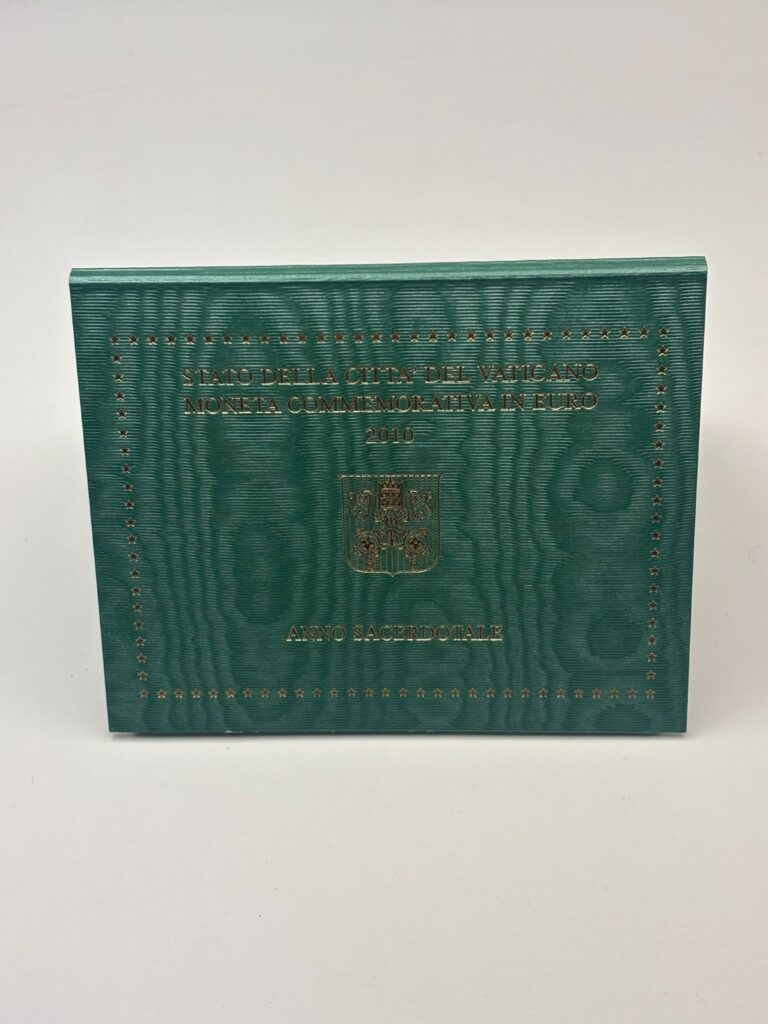 STATO DELLA CITTA' DEL VATICANO
MONETA COMMEMORATIVA IN EURO
2010
ANNO SACERDOTALE